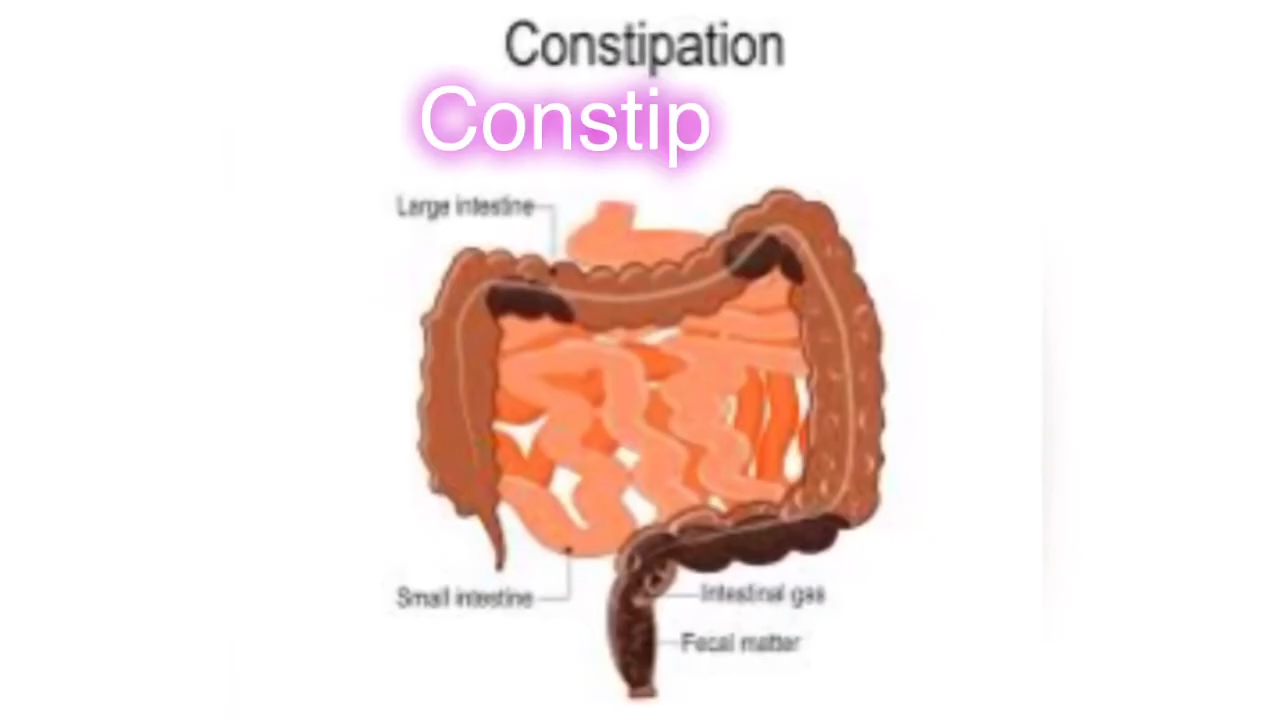 Constipation
Constip
Large intestine
Small intestine
Intestinal gas
Fecal matter